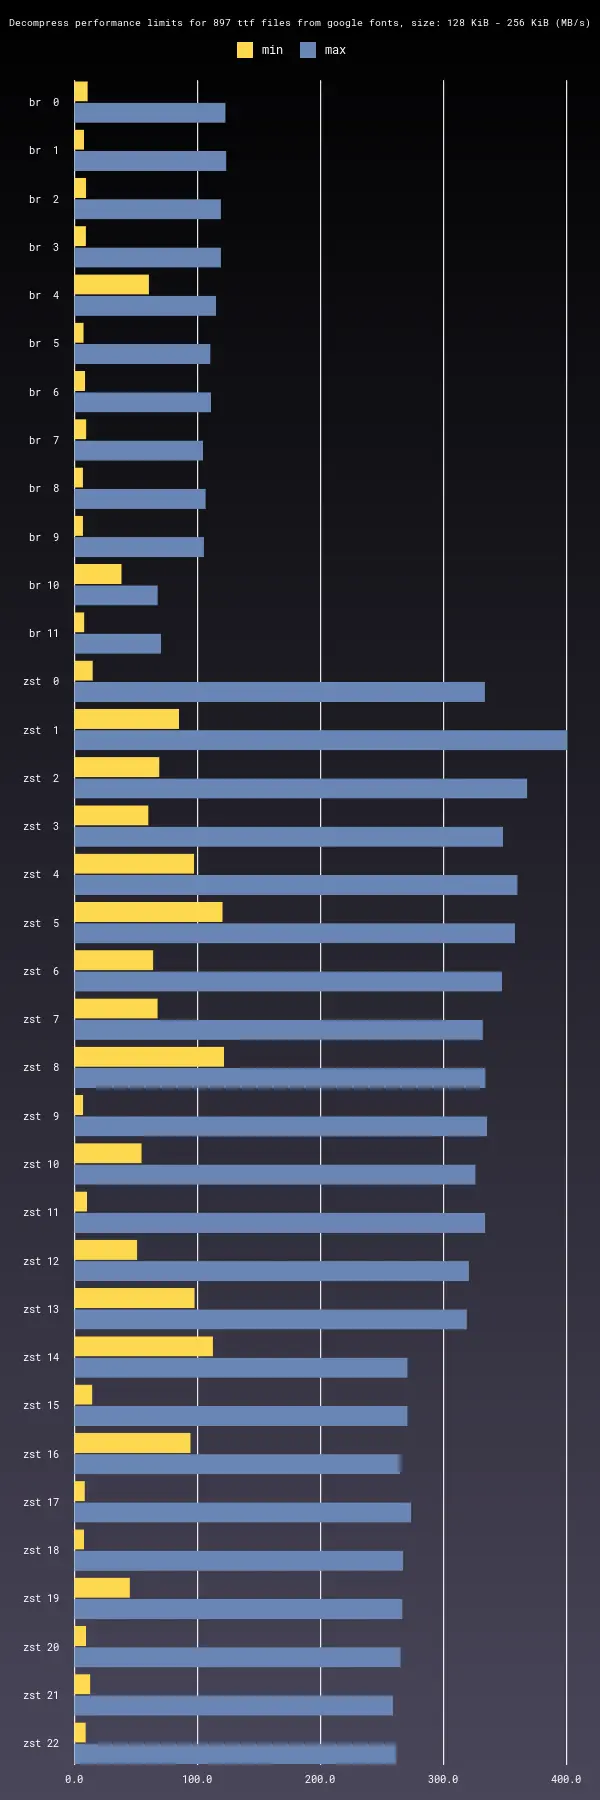 Decompress performance limits for 897 ttf files from google fonts, size: 128 KiB - 256 KiB (MB/s)
min max
br 0
br 1
br 2
br 3
br 4
br 5
br 6
br 7
br 8
br 9
br 10
br 11
zst 0
zst 1
zst 2
zst 3
zst 4
zst 5
zst 6
zst 7
zst 8
zst 9
zst 10
zst 11
zst 12
zst 13
zst 14
zst 15
zst 16
zst 17
zst 18
zst 19
zst 20
zst 21
zst 22
0.0 100.0 200.0 300.0 400.0